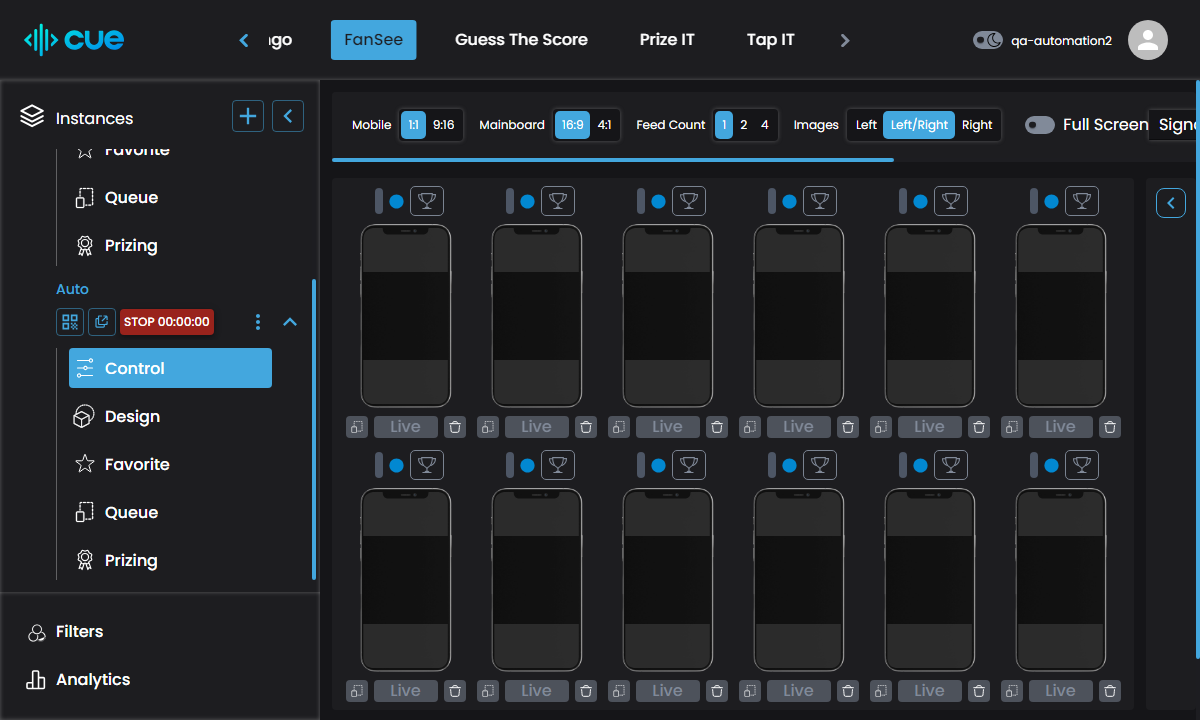 cue
FanSee
Guess The Score
Prize IT
Tap IT
qa-automation2
Instances
Favorite
Queue
Prizing
Auto
STOP 00:00:00
Control
Design
Favorite
Queue
Prizing
Filters
Analytics
Mobile 1:1 9:16 Mainboard 16:9 4:1 Feed Count 1 2 4 Images Left Left/Right Right Full Screen
Live Live Live Live Live Live
Live Live Live Live Live Live